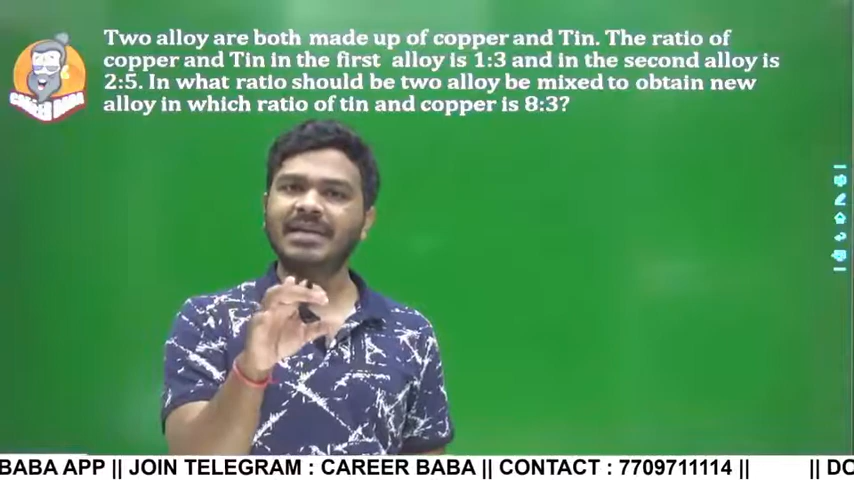 Two alloy are both made up of copper and Tin. The ratio of
copper and Tin in the first alloy is 1:3 and in the second alloy is
2:5. In what ratio should be two alloy be mixed to obtain new
alloy in which ratio of tin and copper is 8:3?
CAREER BABA
BABA APP || JOIN TELEGRAM : CAREER BABA || CONTACT : 7709711114 || || DO